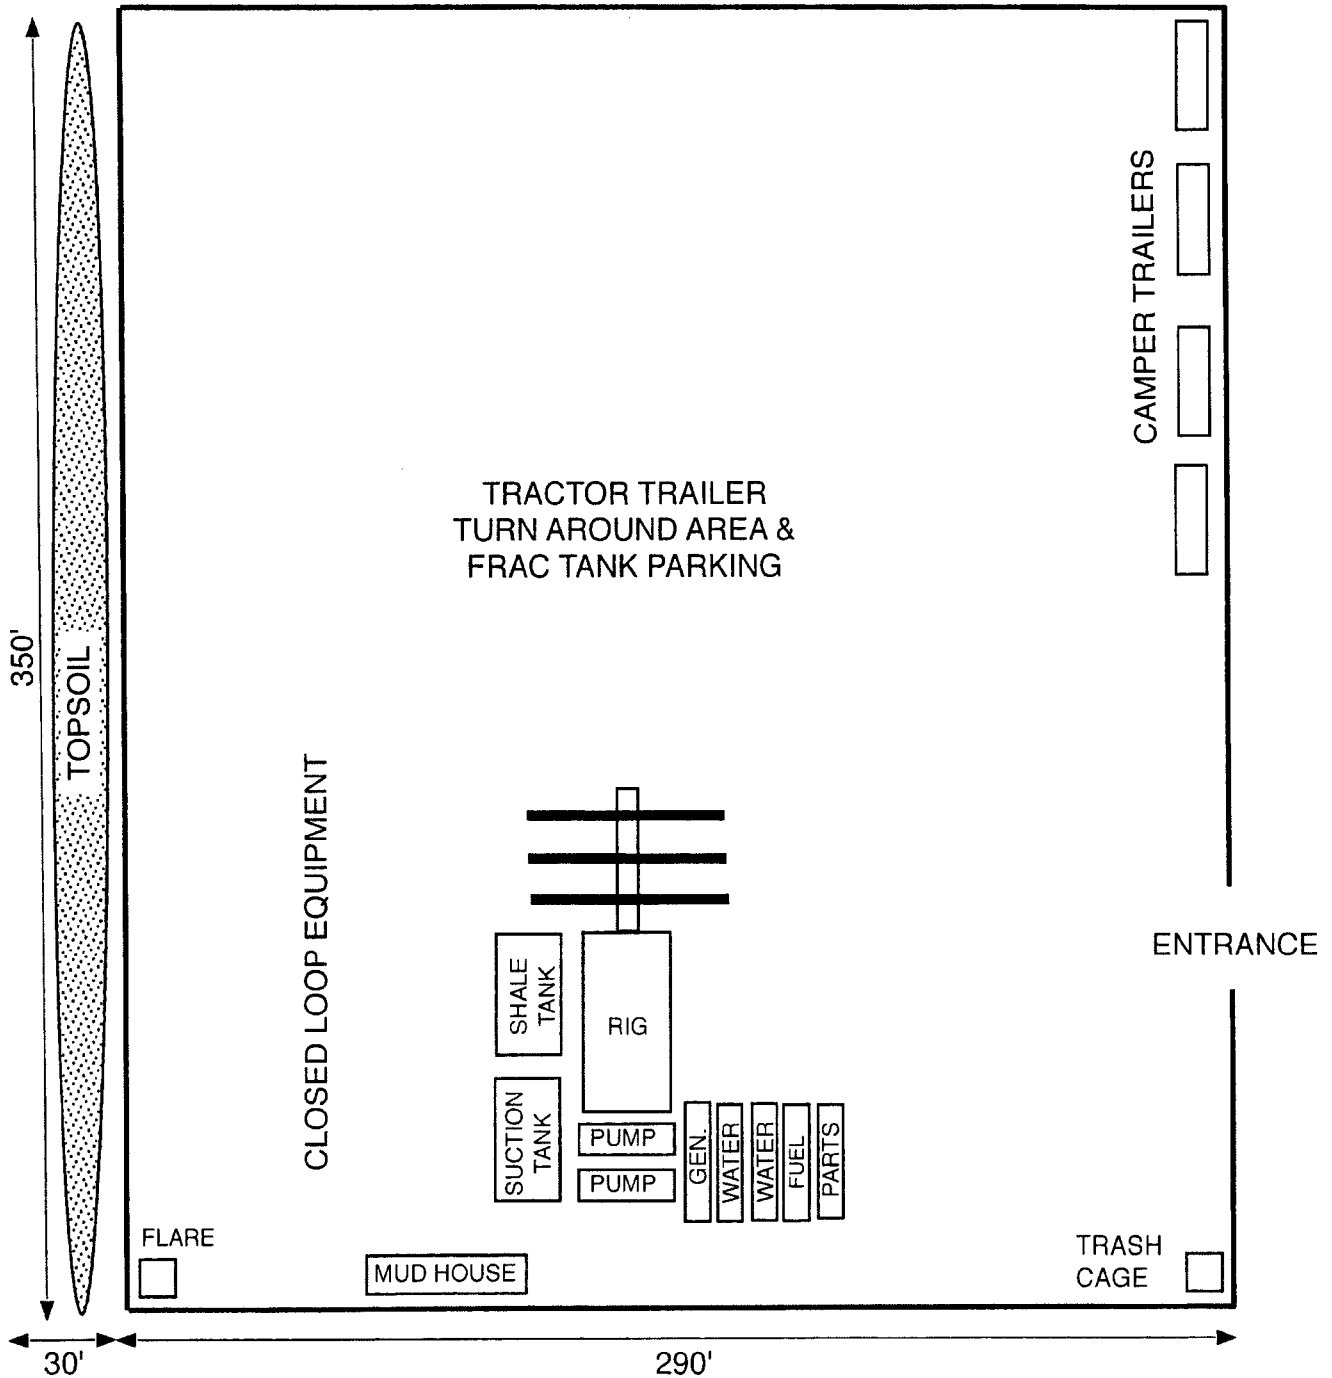 CAMPER TRAILERS
TRACTOR TRAILER
TURN AROUND AREA &
FRAC TANK PARKING
350'
TOPSOIL
CLOSED LOOP EQUIPMENT
ENTRANCE
SHALE
TANK
RIG
SUCTION
TANK
PUMP
PUMP
GEN.
WATER
WATER
FUEL
PARTS
FLARE
MUD HOUSE
TRASH
CAGE
30'
290'